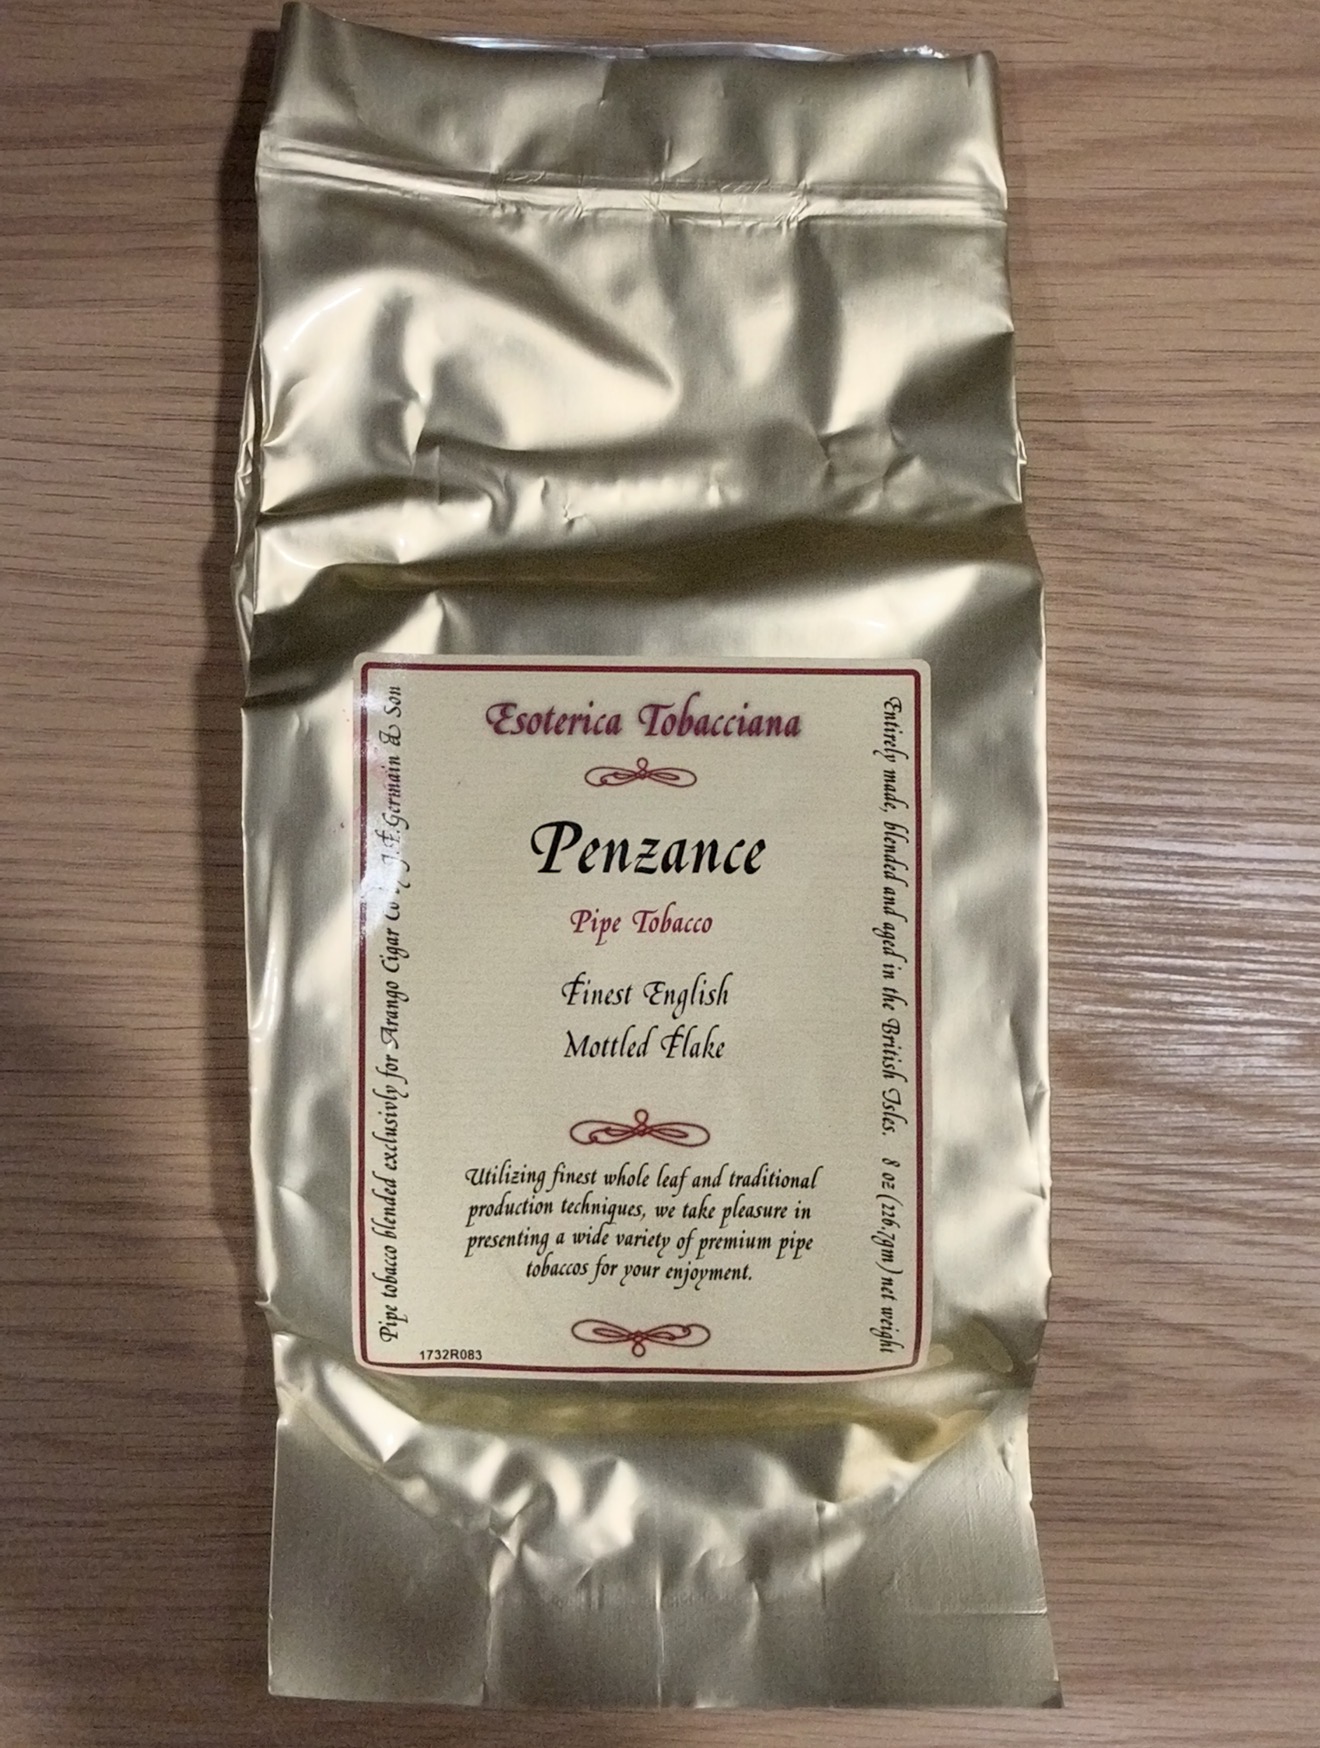 Esoterica Tobacciana
Penzance
Pipe Tobacco
Finest English
Mottled Flake
Utilizing finest whole leaf and traditional
production techniques, we take pleasure in
presenting a wide variety of premium pipe
tobaccos for your enjoyment.
1732R083
Pipe tobacco blended exclusivly for Arango Cigar Co by J.F.Germain & Son
Entirely made, blended and aged in the British Isles. 8 oz (226.7gm) net weight